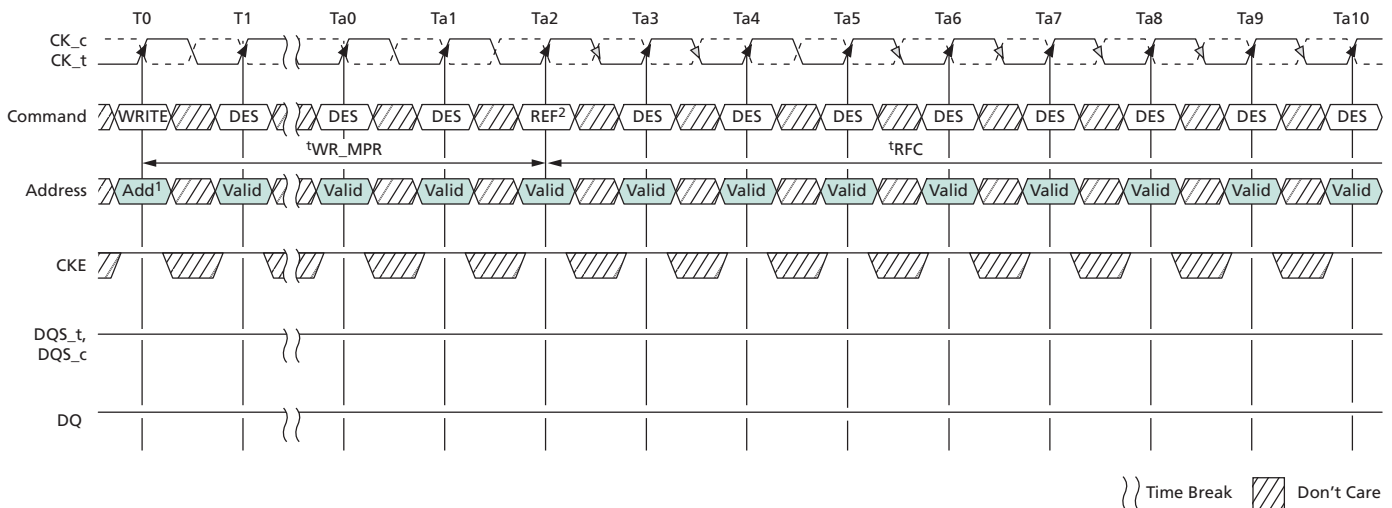 T0 T1 Ta0 Ta1 Ta2 Ta3 Ta4 Ta5 Ta6 Ta7 Ta8 Ta9 Ta10
CK_c
CK_t
Command WRITE DES DES DES REF2 DES DES DES DES DES DES DES DES
tWR_MPR tRFC
Address Add1 Valid Valid Valid Valid Valid Valid Valid Valid Valid Valid Valid Valid
CKE
DQS_t,
DQS_c
DQ
Time Break Don't Care